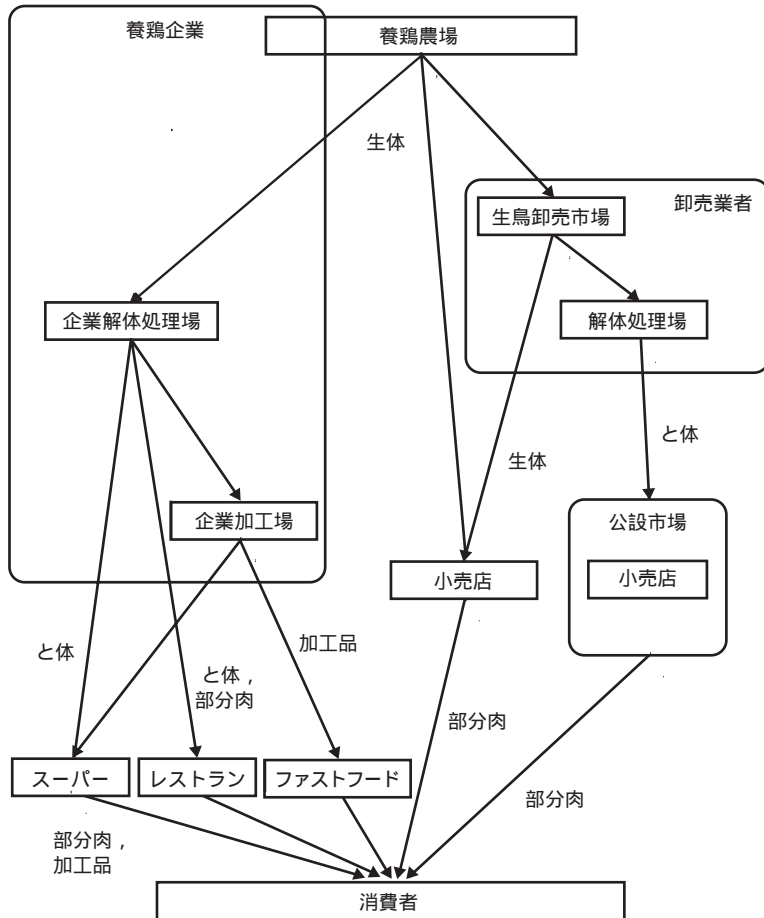 養鶏企業
養鶏農場
生体
卸売業者
生鳥卸売市場
企業解体処理場
解体処理場
と体
生体
公設市場
企業加工場
小売店
小売店
加工品
と体
と体，
部分肉
部分肉
スーパー
レストラン
ファストフード
部分肉
部分肉，
加工品
消費者